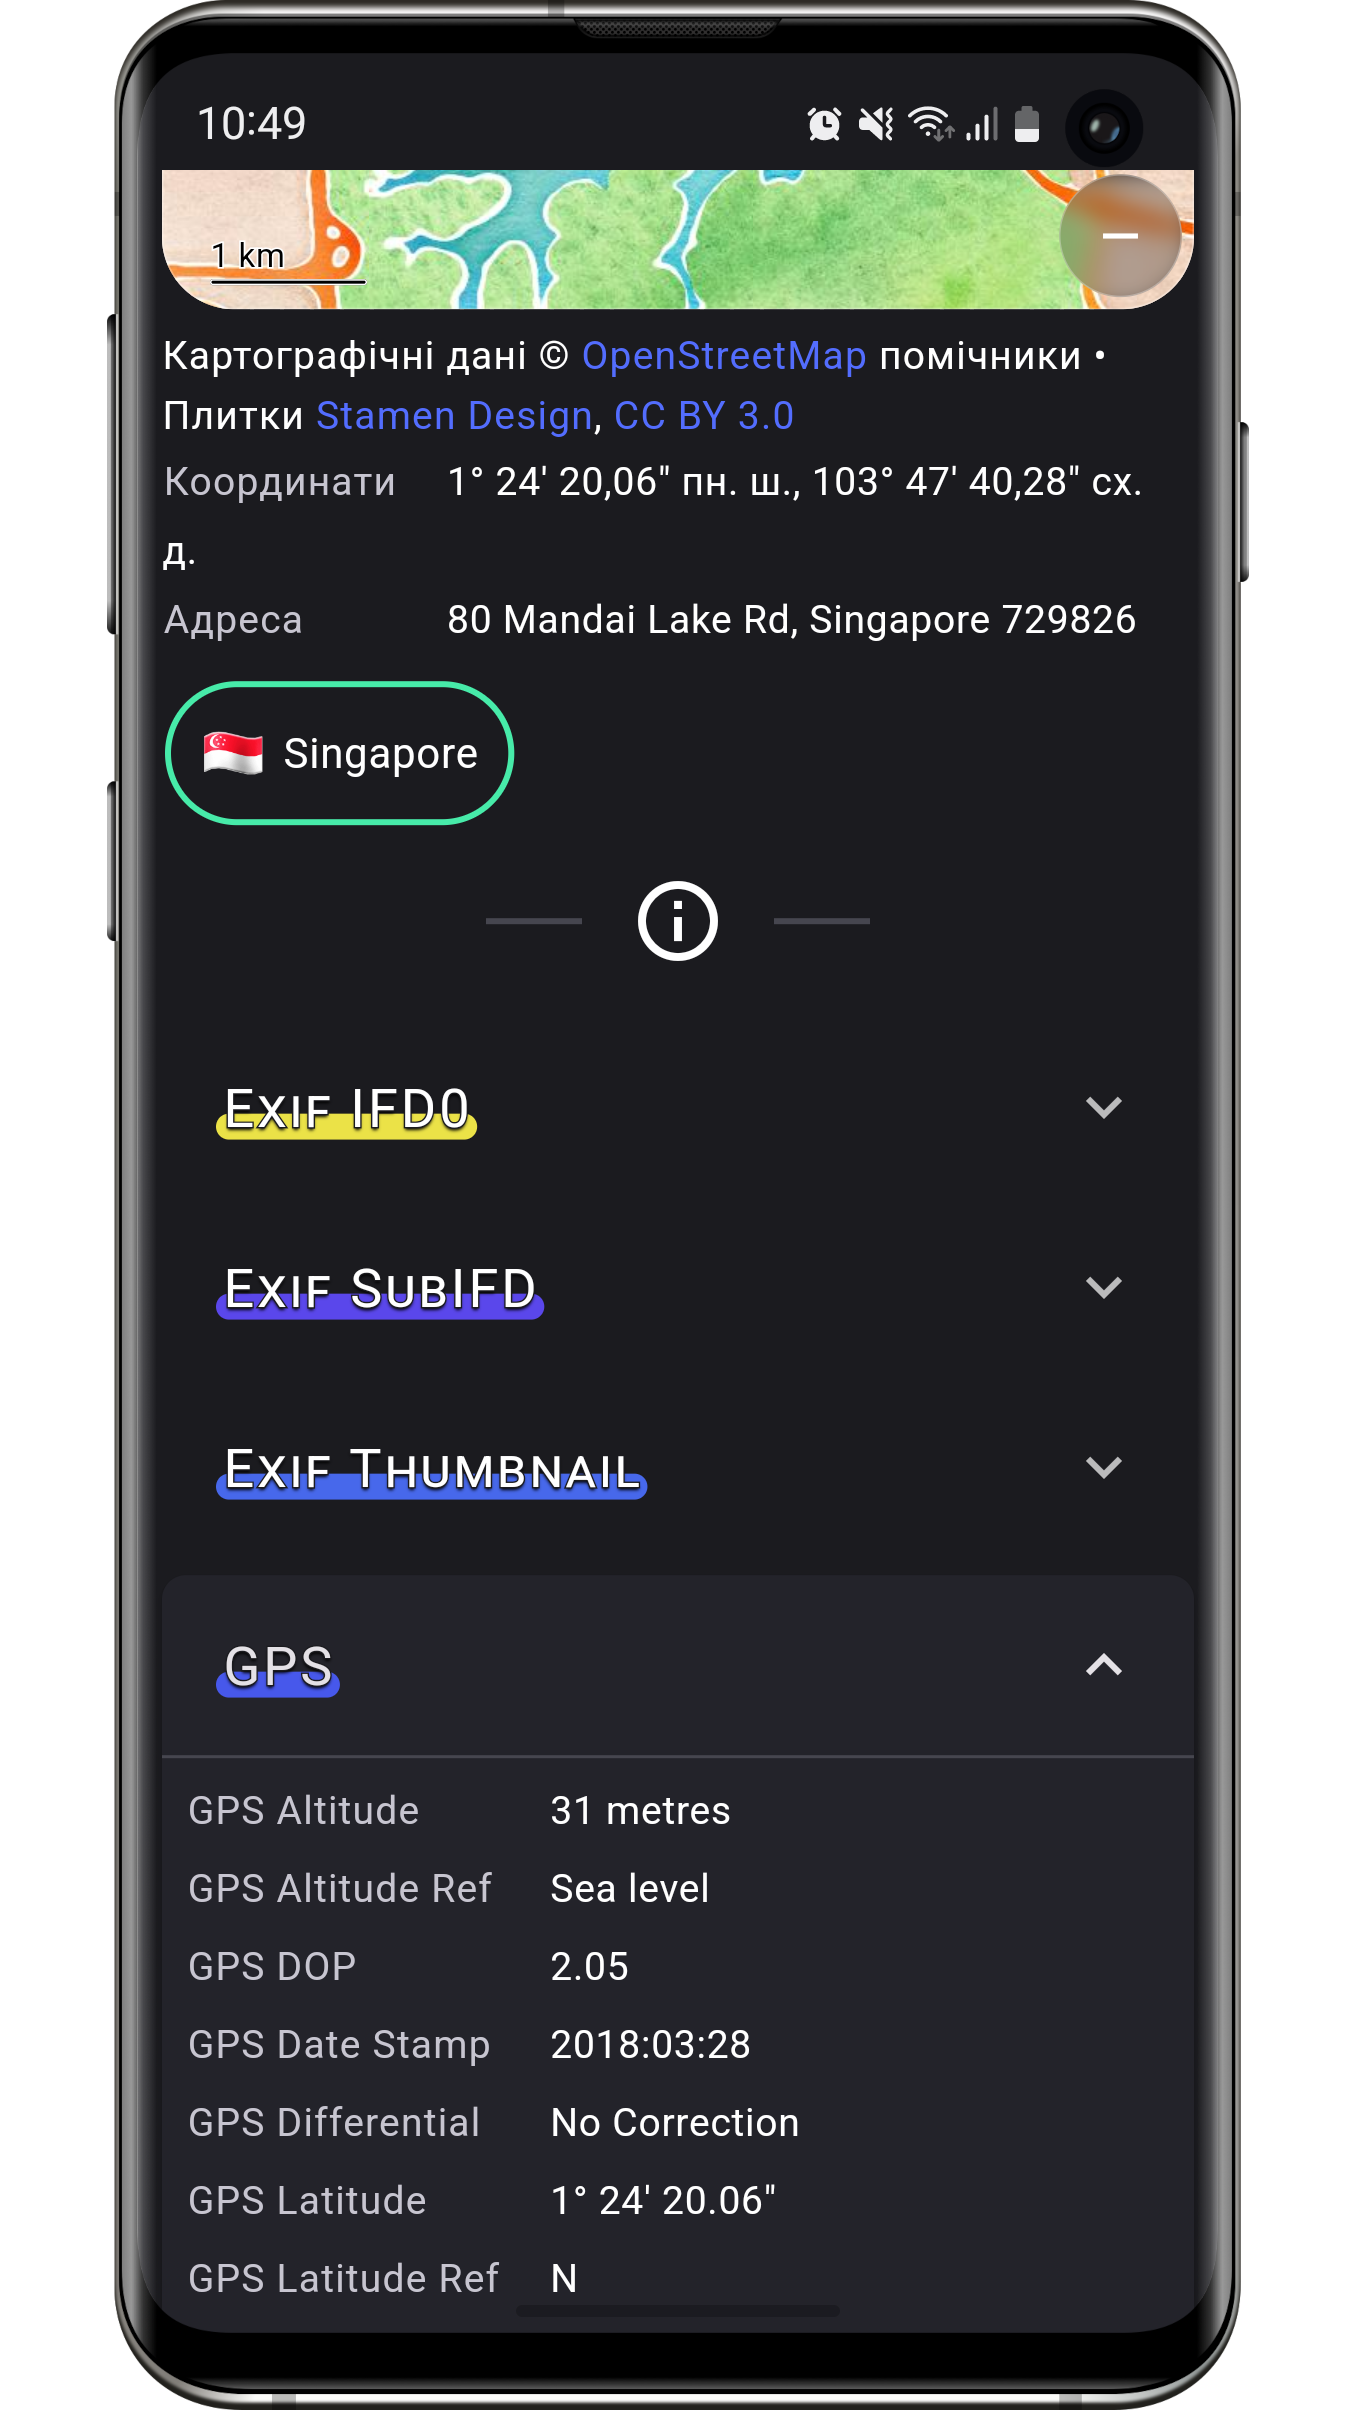 10:49
1 km
Картографічні дані © OpenStreetMap помічники •
Плитки Stamen Design, CC BY 3.0
Координати 1° 24' 20,06" пн. ш., 103° 47' 40,28" сх.
д.
Адреса 80 Mandai Lake Rd, Singapore 729826
Singapore
Exif IFD0
Exif SubIFD
Exif Thumbnail
GPS
GPS Altitude 31 metres
GPS Altitude Ref Sea level
GPS DOP 2.05
GPS Date Stamp 2018:03:28
GPS Differential No Correction
GPS Latitude 1° 24' 20.06"
GPS Latitude Ref N